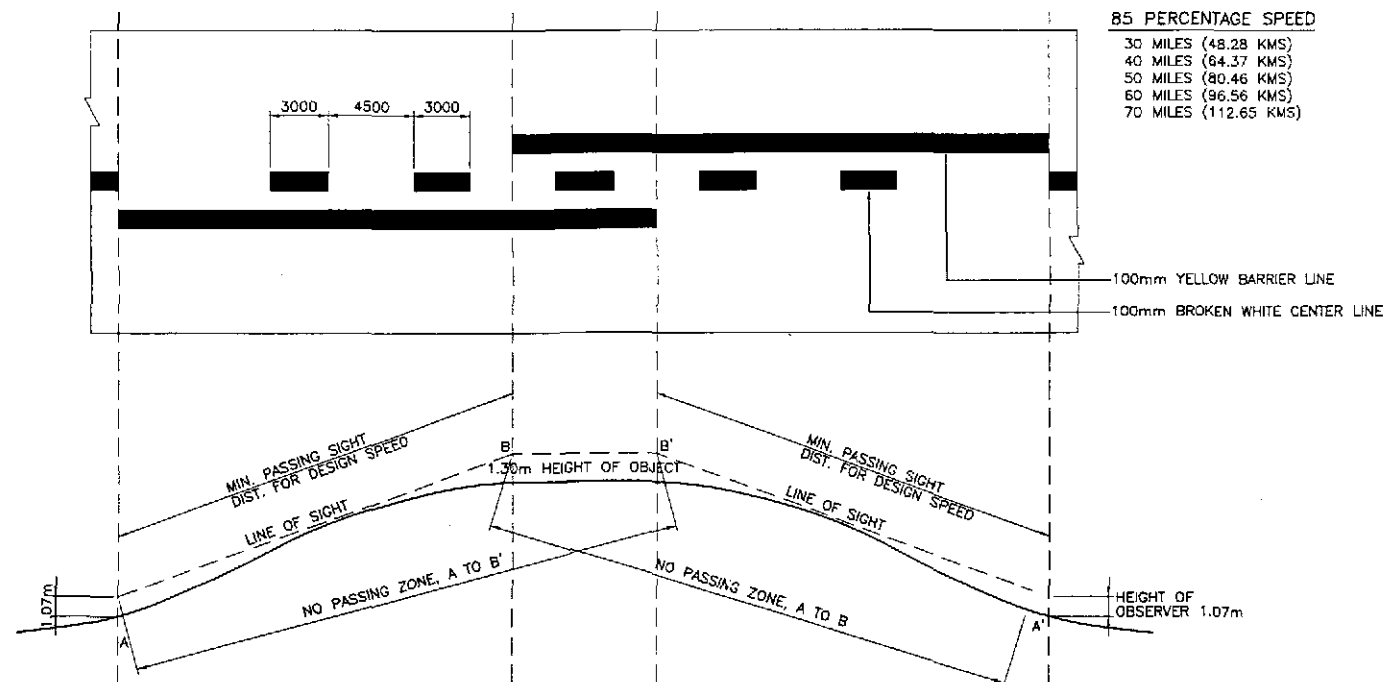 85 PERCENTAGE SPEED
30 MILES (48.28 KMS)
40 MILES (64.37 KMS)
50 MILES (80.46 KMS)
60 MILES (96.56 KMS)
70 MILES (112.65 KMS)
3000 4500 3000
100mm YELLOW BARRIER LINE
100mm BROKEN WHITE CENTER LINE
MIN. PASSING SIGHT
DIST. FOR DESIGN SPEED
LINE OF SIGHT
B
B'
1.30m HEIGHT OF OBJECT
MIN. PASSING SIGHT
DIST. FOR DESIGN SPEED
LINE OF SIGHT
NO PASSING ZONE, A TO B'
NO PASSING ZONE, A TO B
1.07m
A
A'
HEIGHT OF
OBSERVER 1.07m